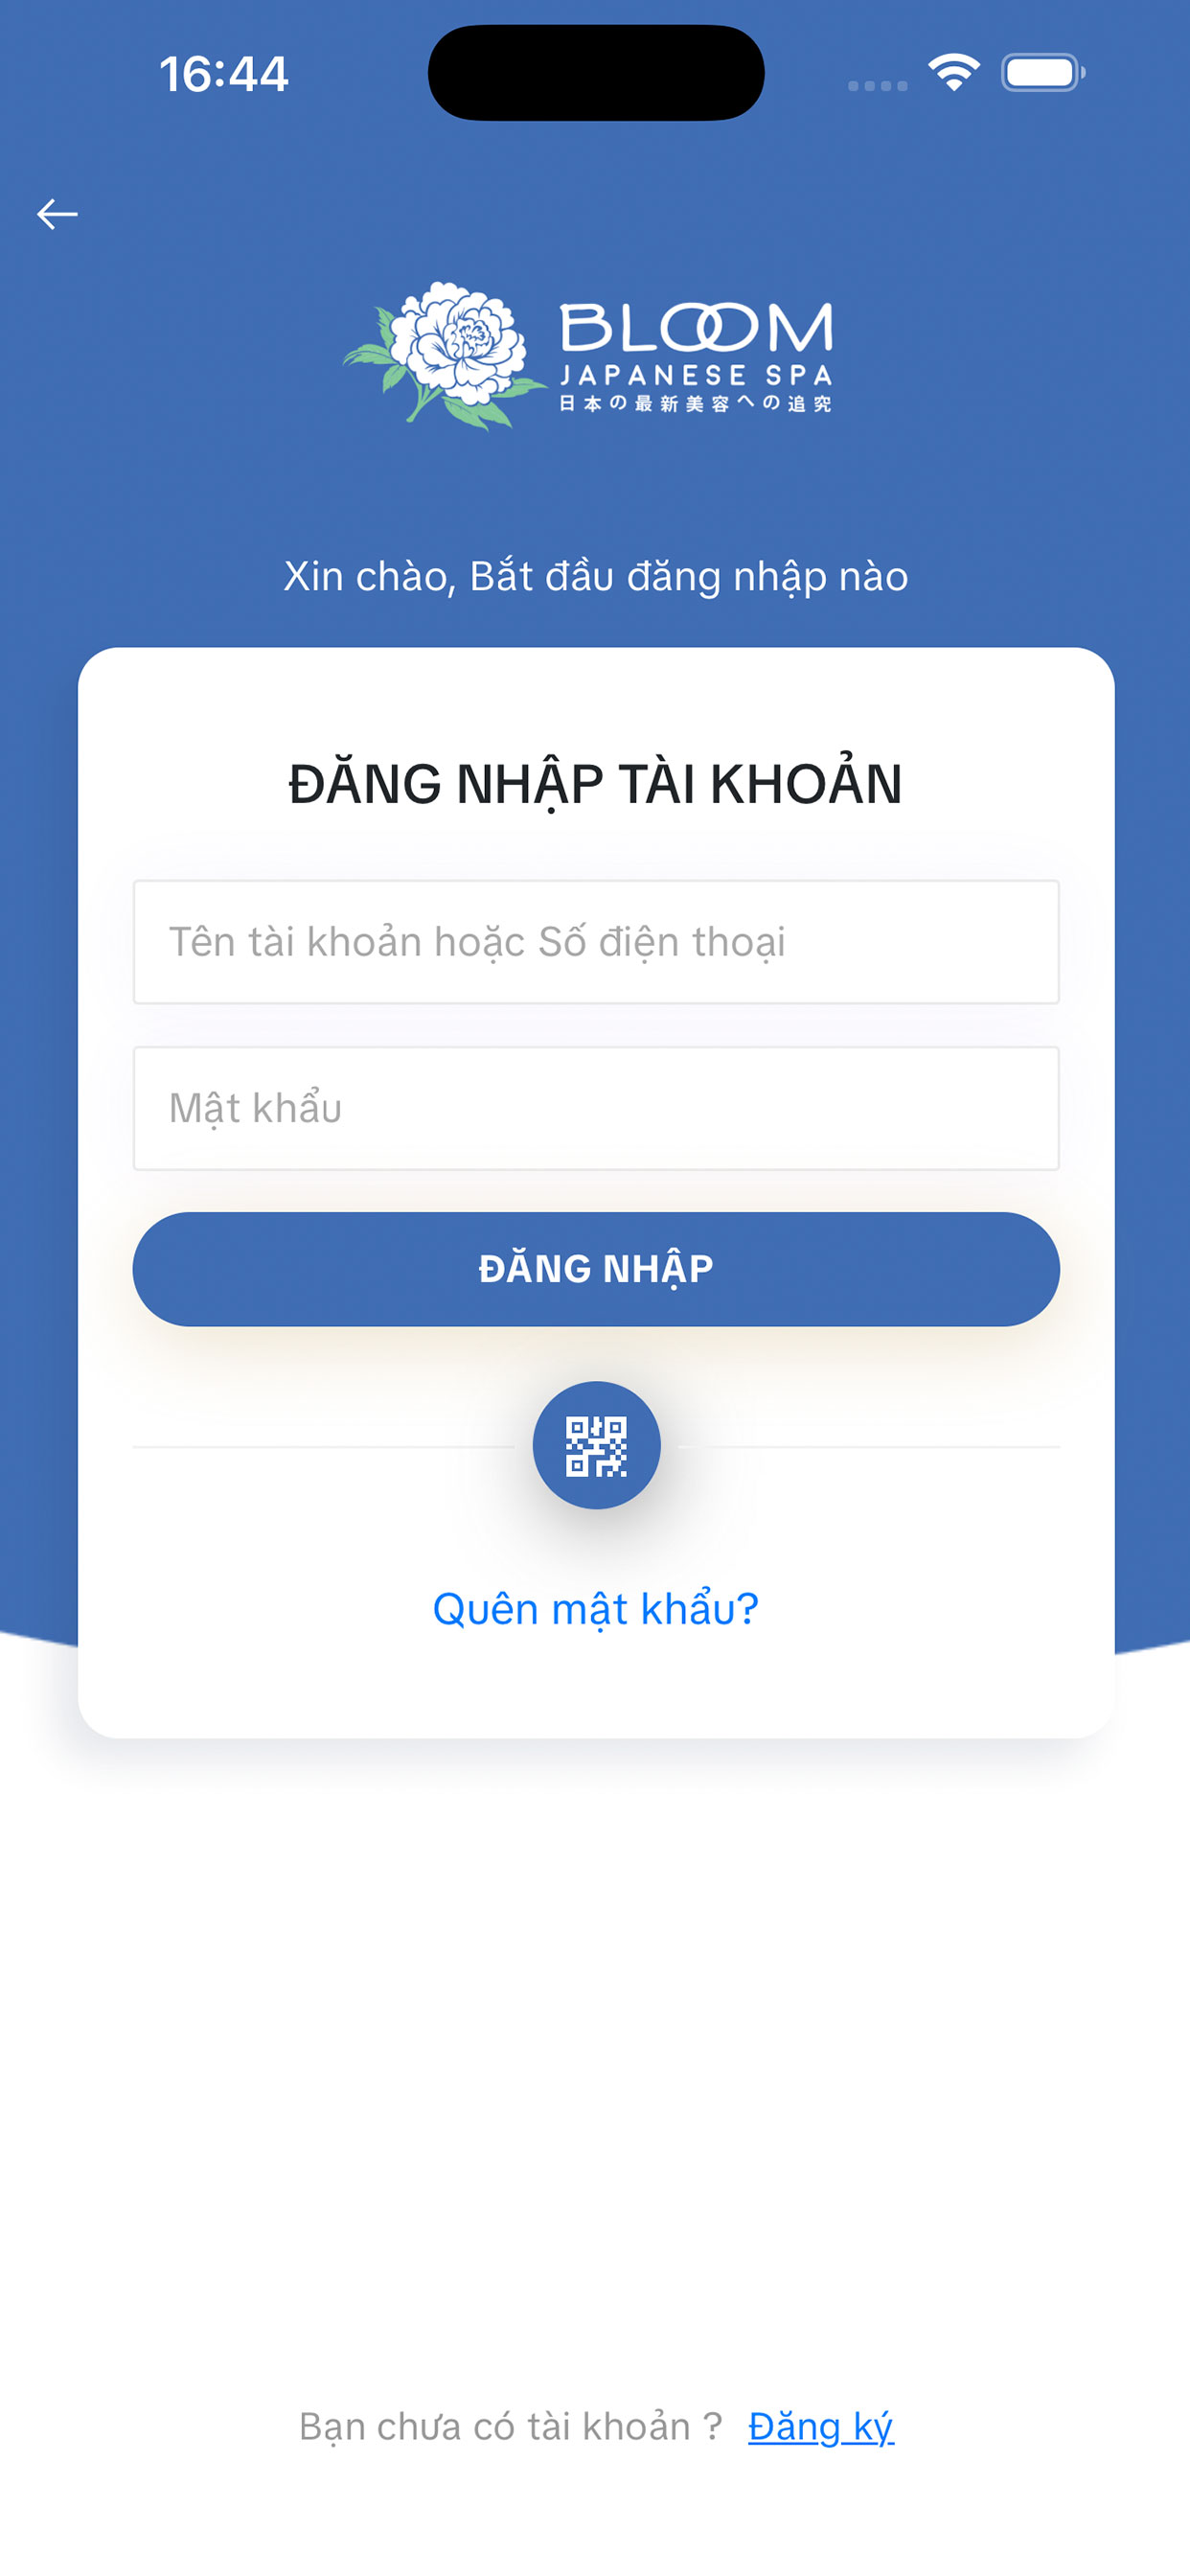 16:44
BLOOM
JAPANESE SPA
日本の最新美容への追究
Xin chào, Bắt đầu đăng nhập nào
ĐĂNG NHẬP TÀI KHOẢN
Tên tài khoản hoặc Số điện thoại
Mật khẩu
ĐĂNG NHẬP
Quên mật khẩu?
Bạn chưa có tài khoản ? Đăng ký